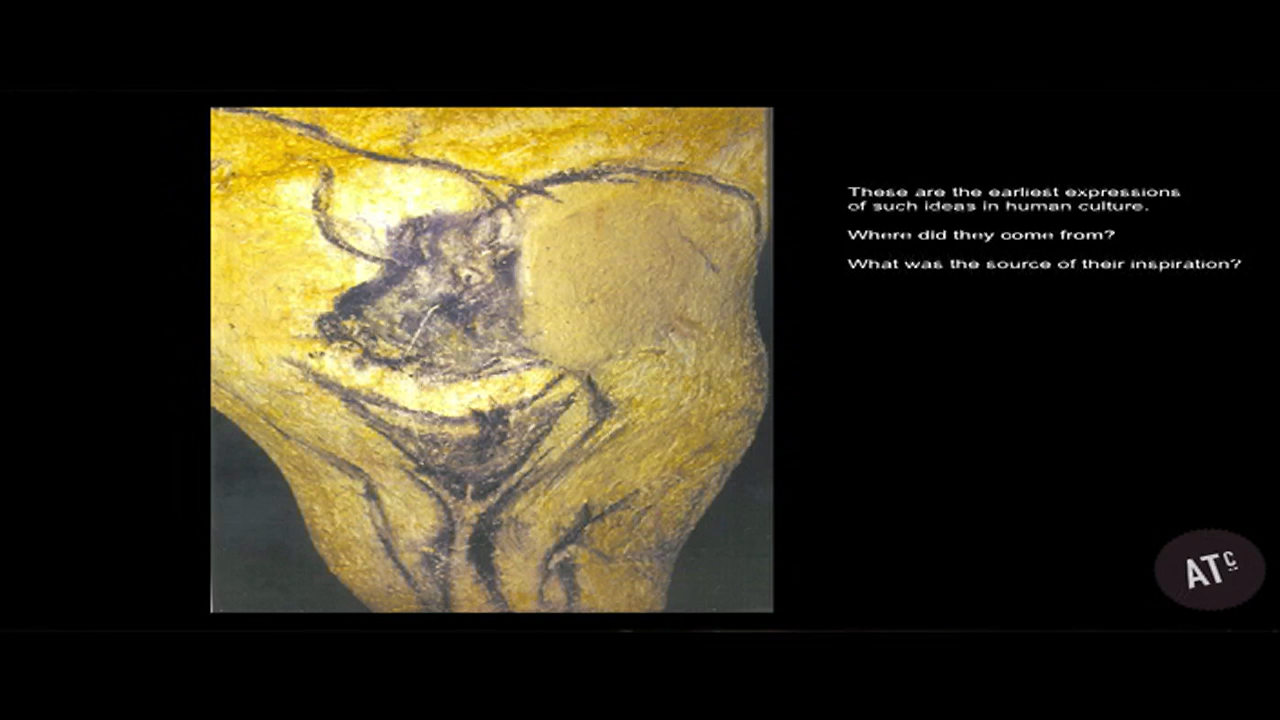 These are the earliest expressions
of such ideas in human culture.
Where did they come from?
What was the source of their inspiration?
ATC